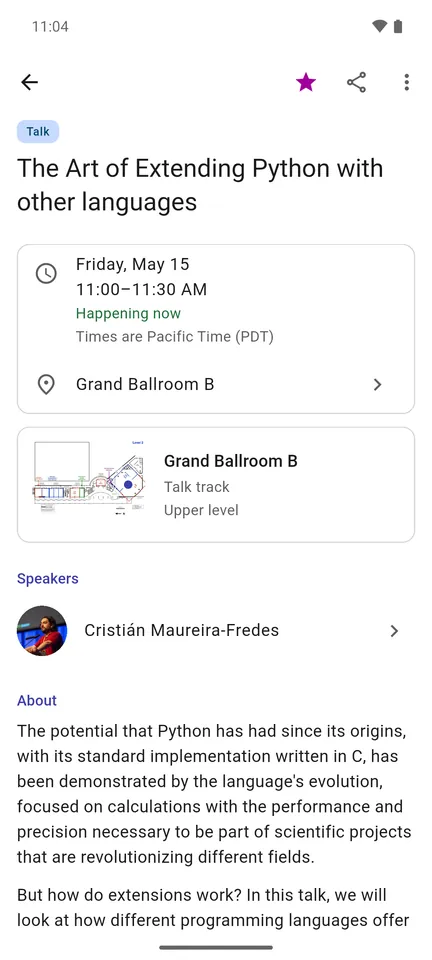 11:04
Talk
The Art of Extending Python with
other languages
Friday, May 15
11:00–11:30 AM
Happening now
Times are Pacific Time (PDT)
Grand Ballroom B
Grand Ballroom B
Talk track
Upper level
Speakers
Cristián Maureira-Fredes
About
The potential that Python has had since its origins,
with its standard implementation written in C, has
been demonstrated by the language's evolution,
focused on calculations with the performance and
precision necessary to be part of scientific projects
that are revolutionizing different fields.
But how do extensions work? In this talk, we will
look at how different programming languages offer